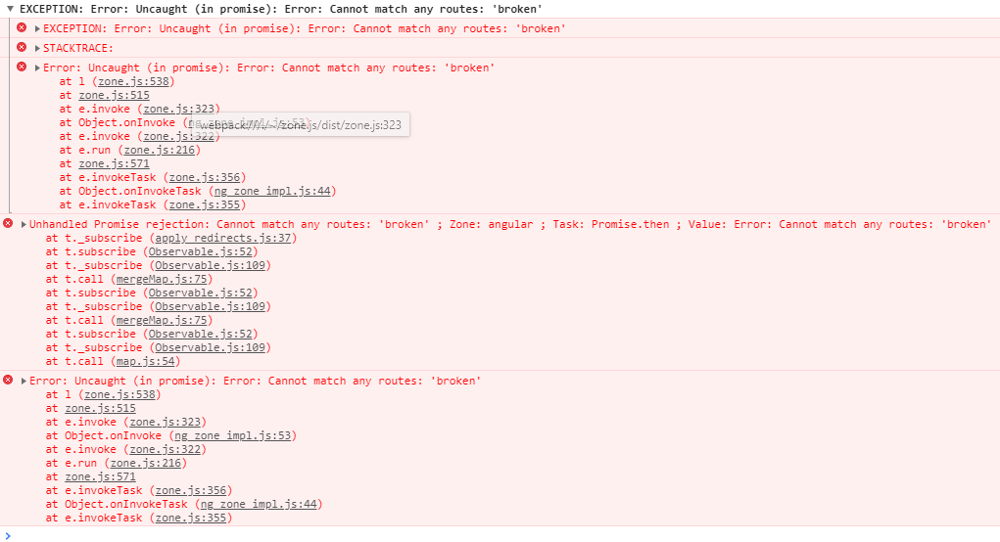 EXCEPTION: Error: Uncaught (in promise): Error: Cannot match any routes: 'broken'
EXCEPTION: Error: Uncaught (in promise): Error: Cannot match any routes: 'broken'
STACKTRACE:
Error: Uncaught (in promise): Error: Cannot match any routes: 'broken'
at l (zone.js:538)
at zone.js:515
at e.invoke (zone.js:323)
at Object.onInvoke (ng_zone_impl.js:53)
webpack:///./~/zone.js/dist/zone.js:323
at e.invoke (zone.js:322)
at e.run (zone.js:216)
at zone.js:571
at e.invokeTask (zone.js:356)
at Object.onInvokeTask (ng_zone_impl.js:44)
at e.invokeTask (zone.js:355)
Unhandled Promise rejection: Cannot match any routes: 'broken' ; Zone: angular ; Task: Promise.then ; Value: Error: Cannot match any routes: 'broken'
at t._subscribe (apply_redirects.js:37)
at t.subscribe (Observable.js:52)
at t._subscribe (Observable.js:109)
at t.call (mergeMap.js:75)
at t.subscribe (Observable.js:52)
at t._subscribe (Observable.js:109)
at t.call (mergeMap.js:75)
at t.subscribe (Observable.js:52)
at t._subscribe (Observable.js:109)
at t.call (map.js:54)
Error: Uncaught (in promise): Error: Cannot match any routes: 'broken'
at l (zone.js:538)
at zone.js:515
at e.invoke (zone.js:323)
at Object.onInvoke (ng_zone_impl.js:53)
at e.invoke (zone.js:322)
at e.run (zone.js:216)
at zone.js:571
at e.invokeTask (zone.js:356)
at Object.onInvokeTask (ng_zone_impl.js:44)
at e.invokeTask (zone.js:355)